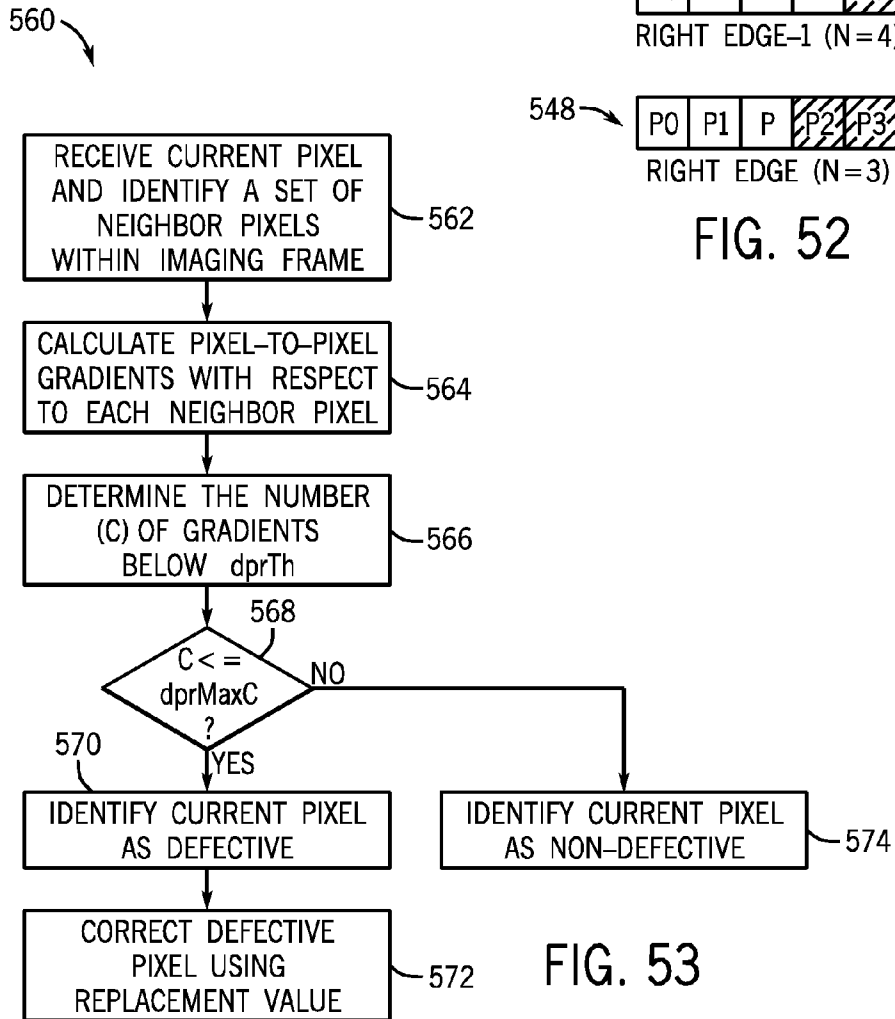 560
RIGHT EDGE-1 (N=4)
548
P0 P1 P P2 P3
RIGHT EDGE (N=3)
FIG. 52
RECEIVE CURRENT PIXEL
AND IDENTIFY A SET OF
NEIGHBOR PIXELS
WITHIN IMAGING FRAME
562
CALCULATE PIXEL-TO-PIXEL
GRADIENTS WITH RESPECT
TO EACH NEIGHBOR PIXEL
564
DETERMINE THE NUMBER
(C) OF GRADIENTS
BELOW dprTh
566
568
C<=
dprMaxC
?
NO
YES
570
IDENTIFY CURRENT PIXEL
AS DEFECTIVE
IDENTIFY CURRENT PIXEL
AS NON-DEFECTIVE
574
CORRECT DEFECTIVE
PIXEL USING
REPLACEMENT VALUE
572
FIG. 53